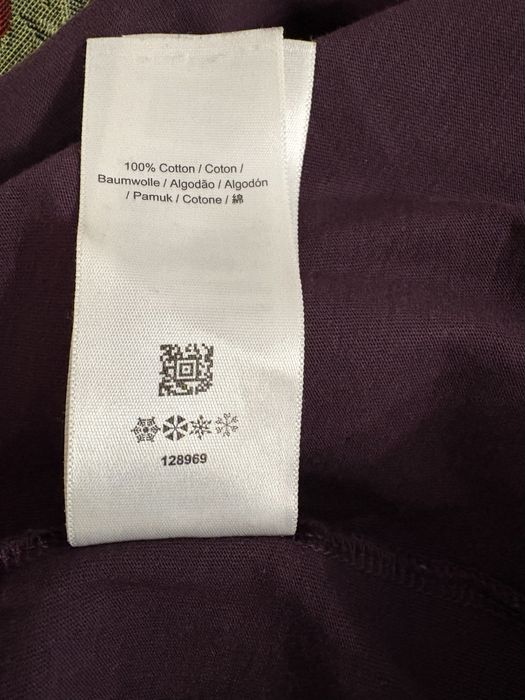 100% Cotton / Coton /
Baumwolle / Algodão / Algodón
/ Pamuk / Cotone / 綿
128969